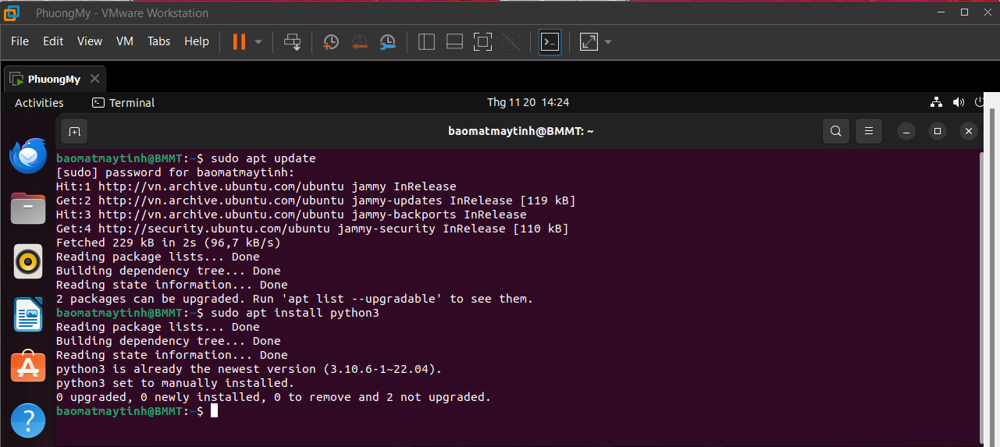 PhuongMy - VMware Workstation
File Edit View VM Tabs Help
PhuongMy
Activities Terminal Thg 11 20 14:24
baomatmaytinh@BMMT: ~
baomatmaytinh@BMMT:~$ sudo apt update
[sudo] password for baomatmaytinh:
Hit:1 http://vn.archive.ubuntu.com/ubuntu jammy InRelease
Get:2 http://vn.archive.ubuntu.com/ubuntu jammy-updates InRelease [119 kB]
Hit:3 http://vn.archive.ubuntu.com/ubuntu jammy-backports InRelease
Get:4 http://security.ubuntu.com/ubuntu jammy-security InRelease [110 kB]
Fetched 229 kB in 2s (96,7 kB/s)
Reading package lists... Done
Building dependency tree... Done
Reading state information... Done
2 packages can be upgraded. Run 'apt list --upgradable' to see them.
baomatmaytinh@BMMT:~$ sudo apt install python3
Reading package lists... Done
Building dependency tree... Done
Reading state information... Done
python3 is already the newest version (3.10.6-1~22.04).
python3 set to manually installed.
0 upgraded, 0 newly installed, 0 to remove and 2 not upgraded.
baomatmaytinh@BMMT:~$